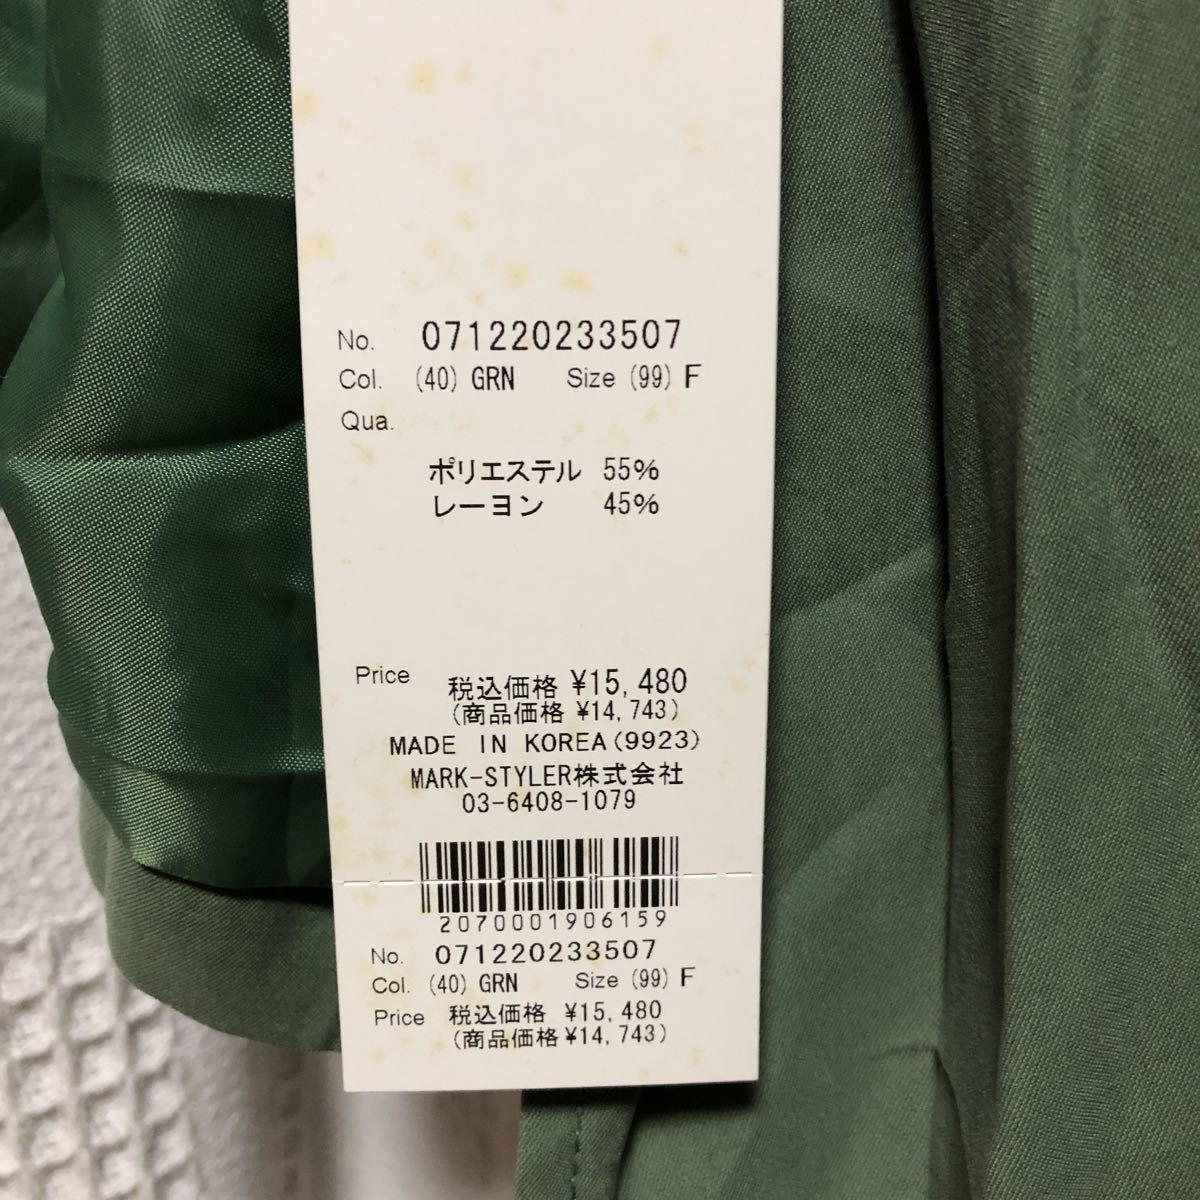 No. 071220233507
Col. (40) GRN Size (99) F
Qua.
ポリエステル 55%
レーヨン 45%
Price 税込価格 ¥15,480
(商品価格 ¥14,743)
MADE IN KOREA(9923)
MARK-STYLER株式会社
03-6408-1079
2070001906159
No. 071220233507
Col. (40) GRN Size (99) F
Price 税込価格 ¥15,480
(商品価格 ¥14,743)